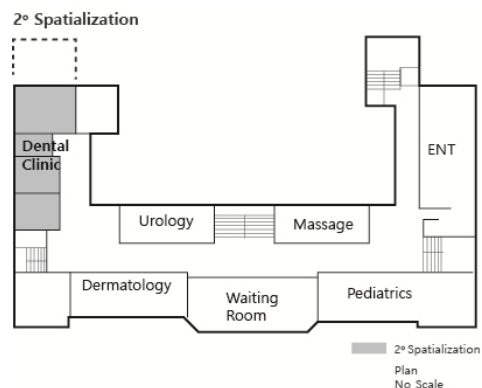 2º Spatialization
Dental
Clinic
ENT
Urology
Massage
Dermatology
Waiting
Room
Pediatrics
2º Spatialization
Plan
No Scale